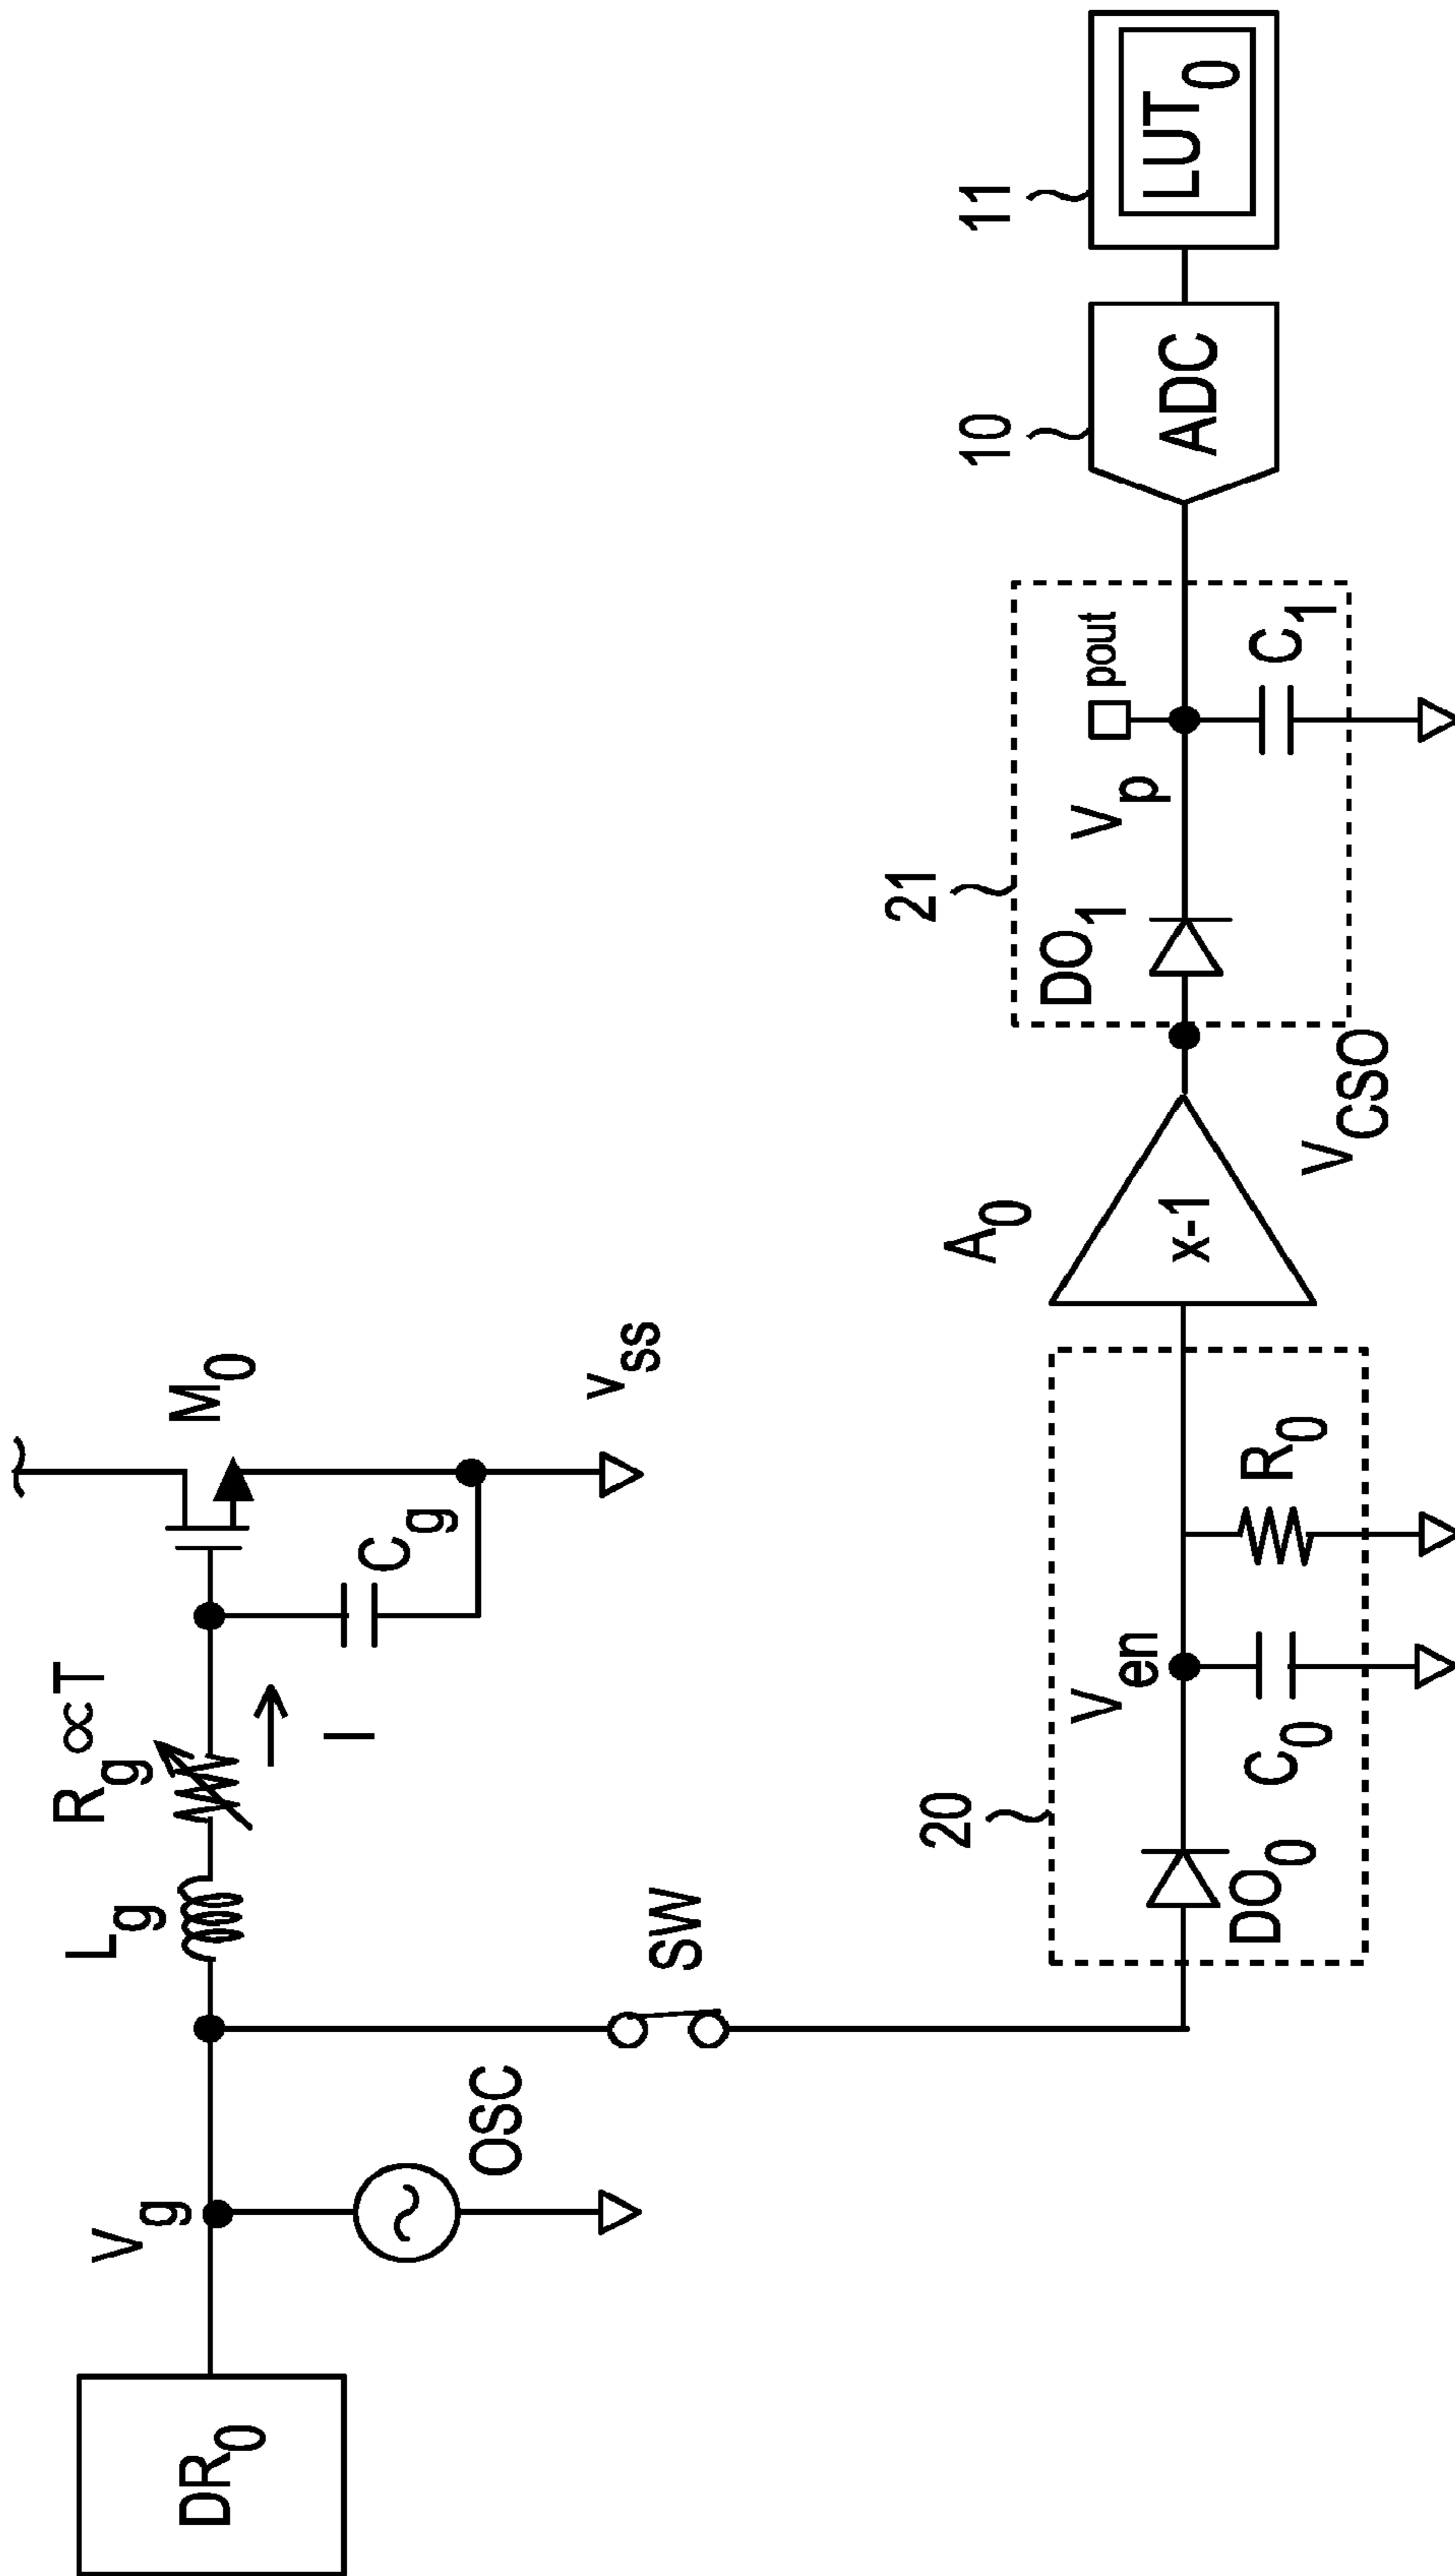 DR0
Vg
OSC
Lg
Rg ∝T
I
Cg
M0
vss
SW
20
DO0
Ven
C0
R0
A0
x-1
VCSO
21
DO1
Vp
pout
C1
10
ADC
11
LUT0